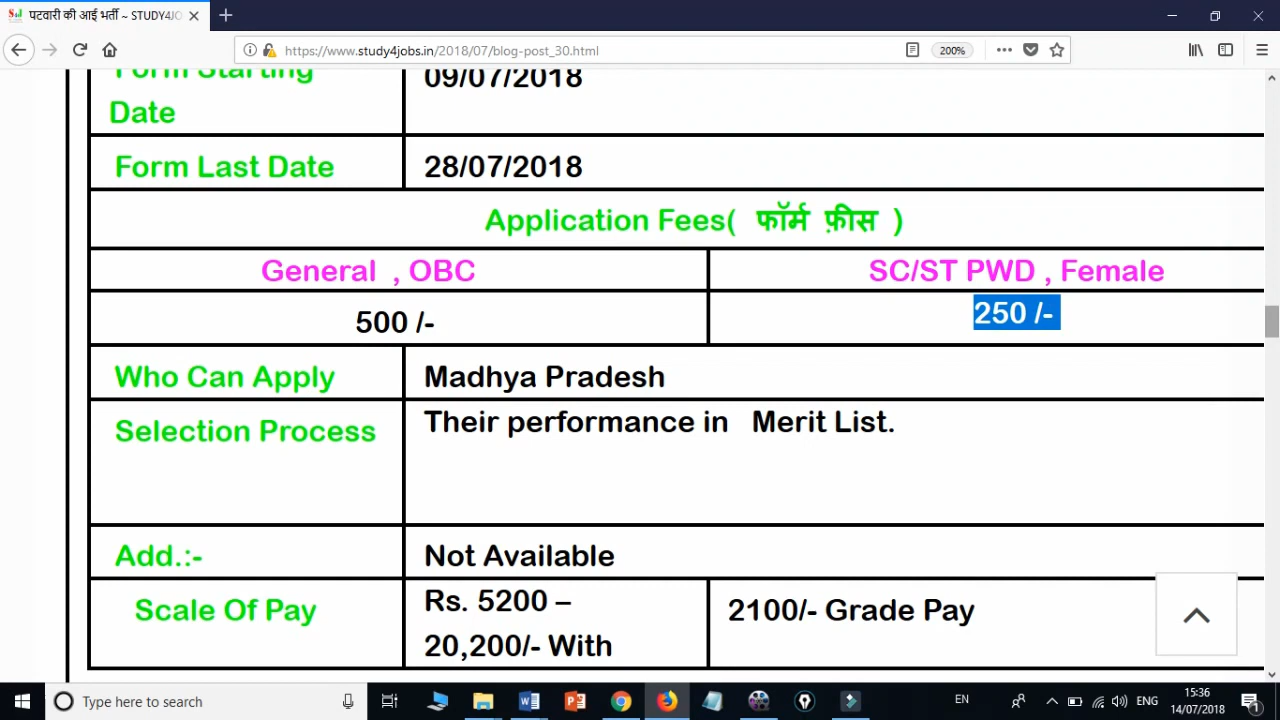 पटवारी की आई भर्ती ~ STUDY4JO
https://www.study4jobs.in/2018/07/blog-post_30.html
200%
Form Starting
Date
09/07/2018
Form Last Date
28/07/2018
Application Fees( फॉर्म फ़ीस )
General , OBC
SC/ST PWD , Female
500 /-
250 /-
Who Can Apply
Madhya Pradesh
Selection Process
Their performance in Merit List.
Add.:-
Not Available
Scale Of Pay
Rs. 5200 –
20,200/- With
2100/- Grade Pay
Type here to search
EN
ENG
15:36
14/07/2018
1